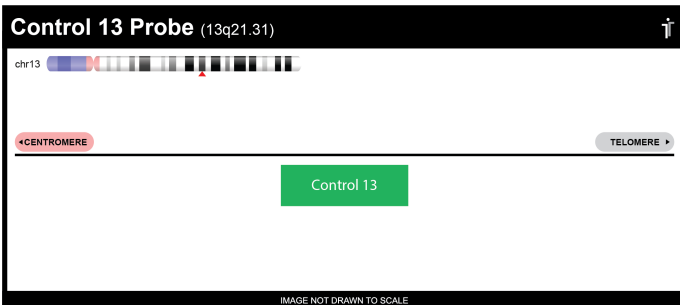 Control 13 Probe (13q21.31)
chr13
◂CENTROMERE
TELOMERE ▸
Control 13
IMAGE NOT DRAWN TO SCALE